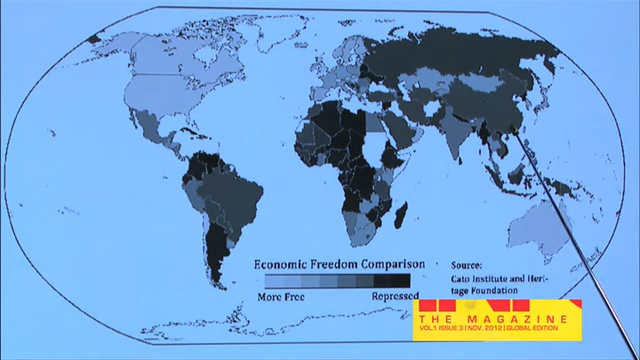 Economic Freedom Comparison
More Free
Repressed
Source:
Cato Institute and Heri-
tage Foundation
THE MAGAZINE
VOL.1 ISSUE 3 | NOV. 2012 | GLOBAL EDITION